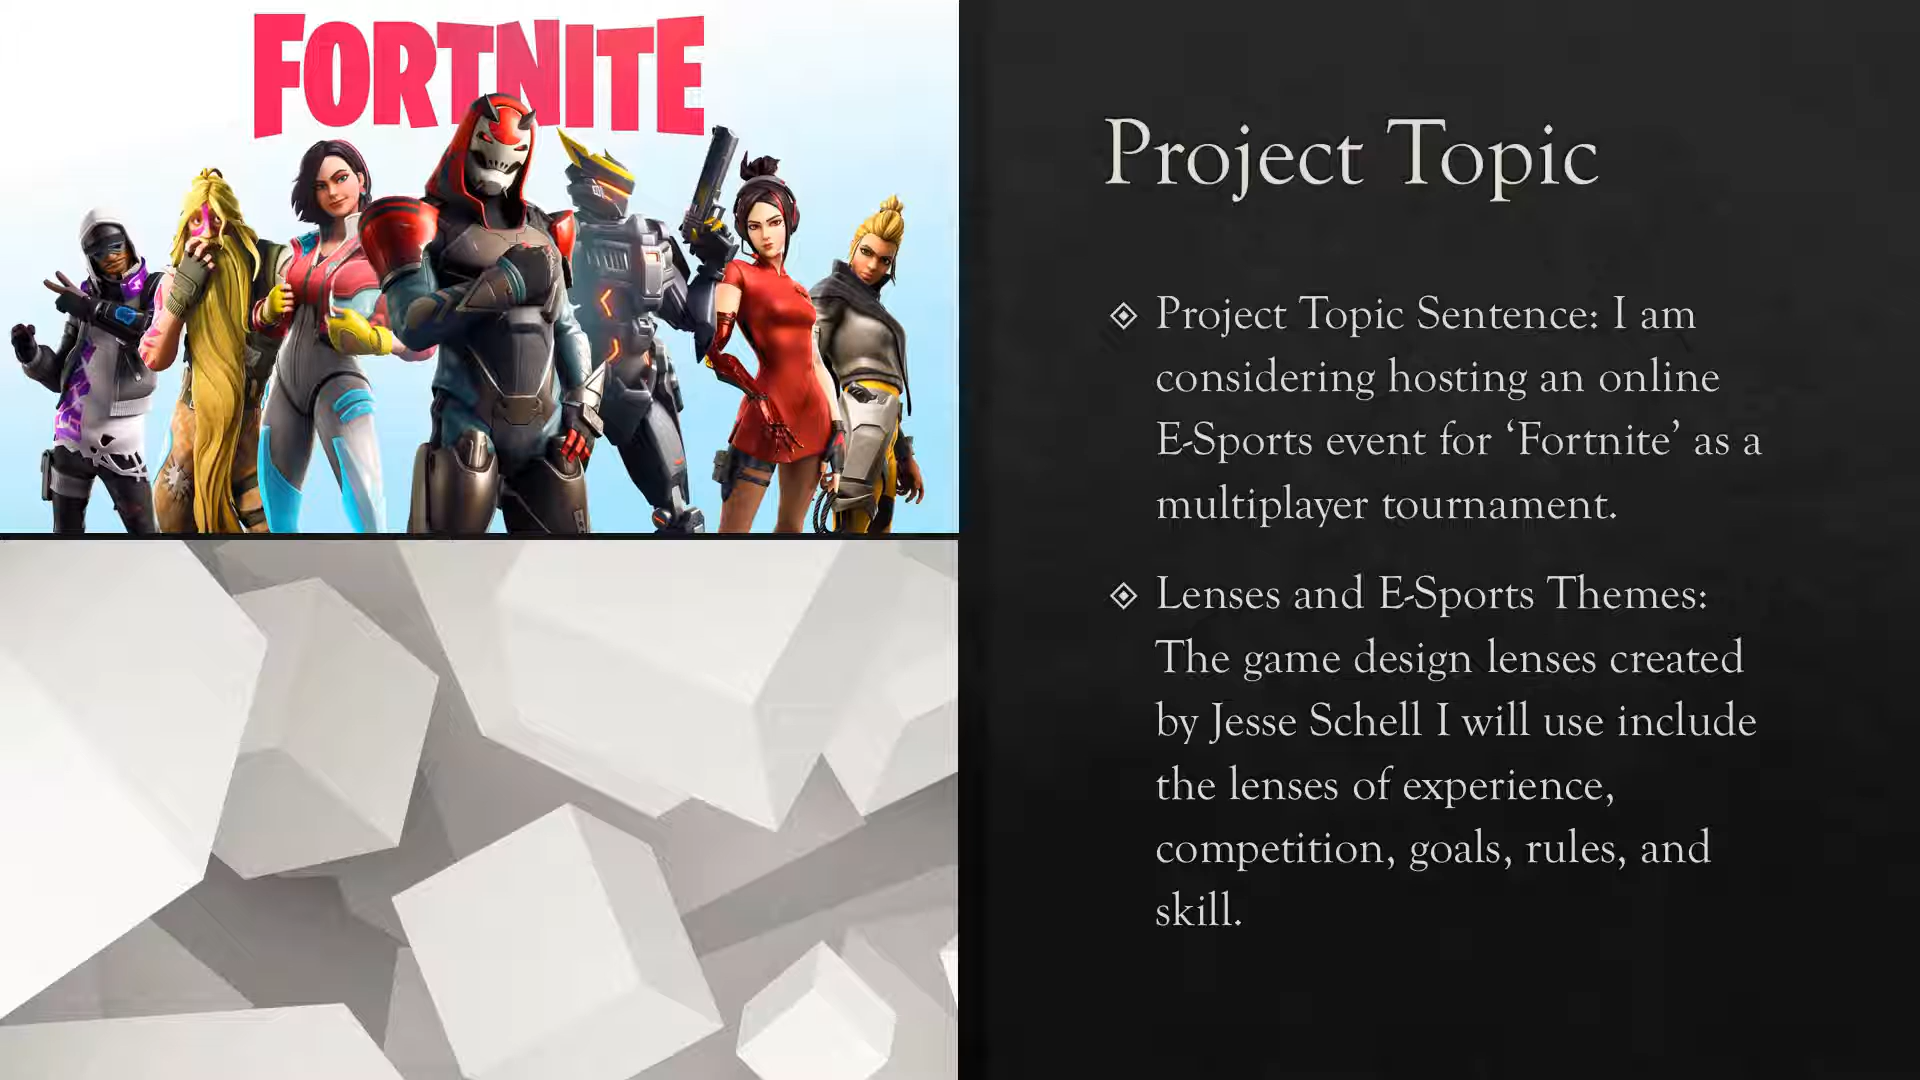 FORTNITE
Project Topic
Project Topic Sentence: I am
considering hosting an online
E-Sports event for ‘Fortnite’ as a
multiplayer tournament.
Lenses and E-Sports Themes:
The game design lenses created
by Jesse Schell I will use include
the lenses of experience,
competition, goals, rules, and
skill.